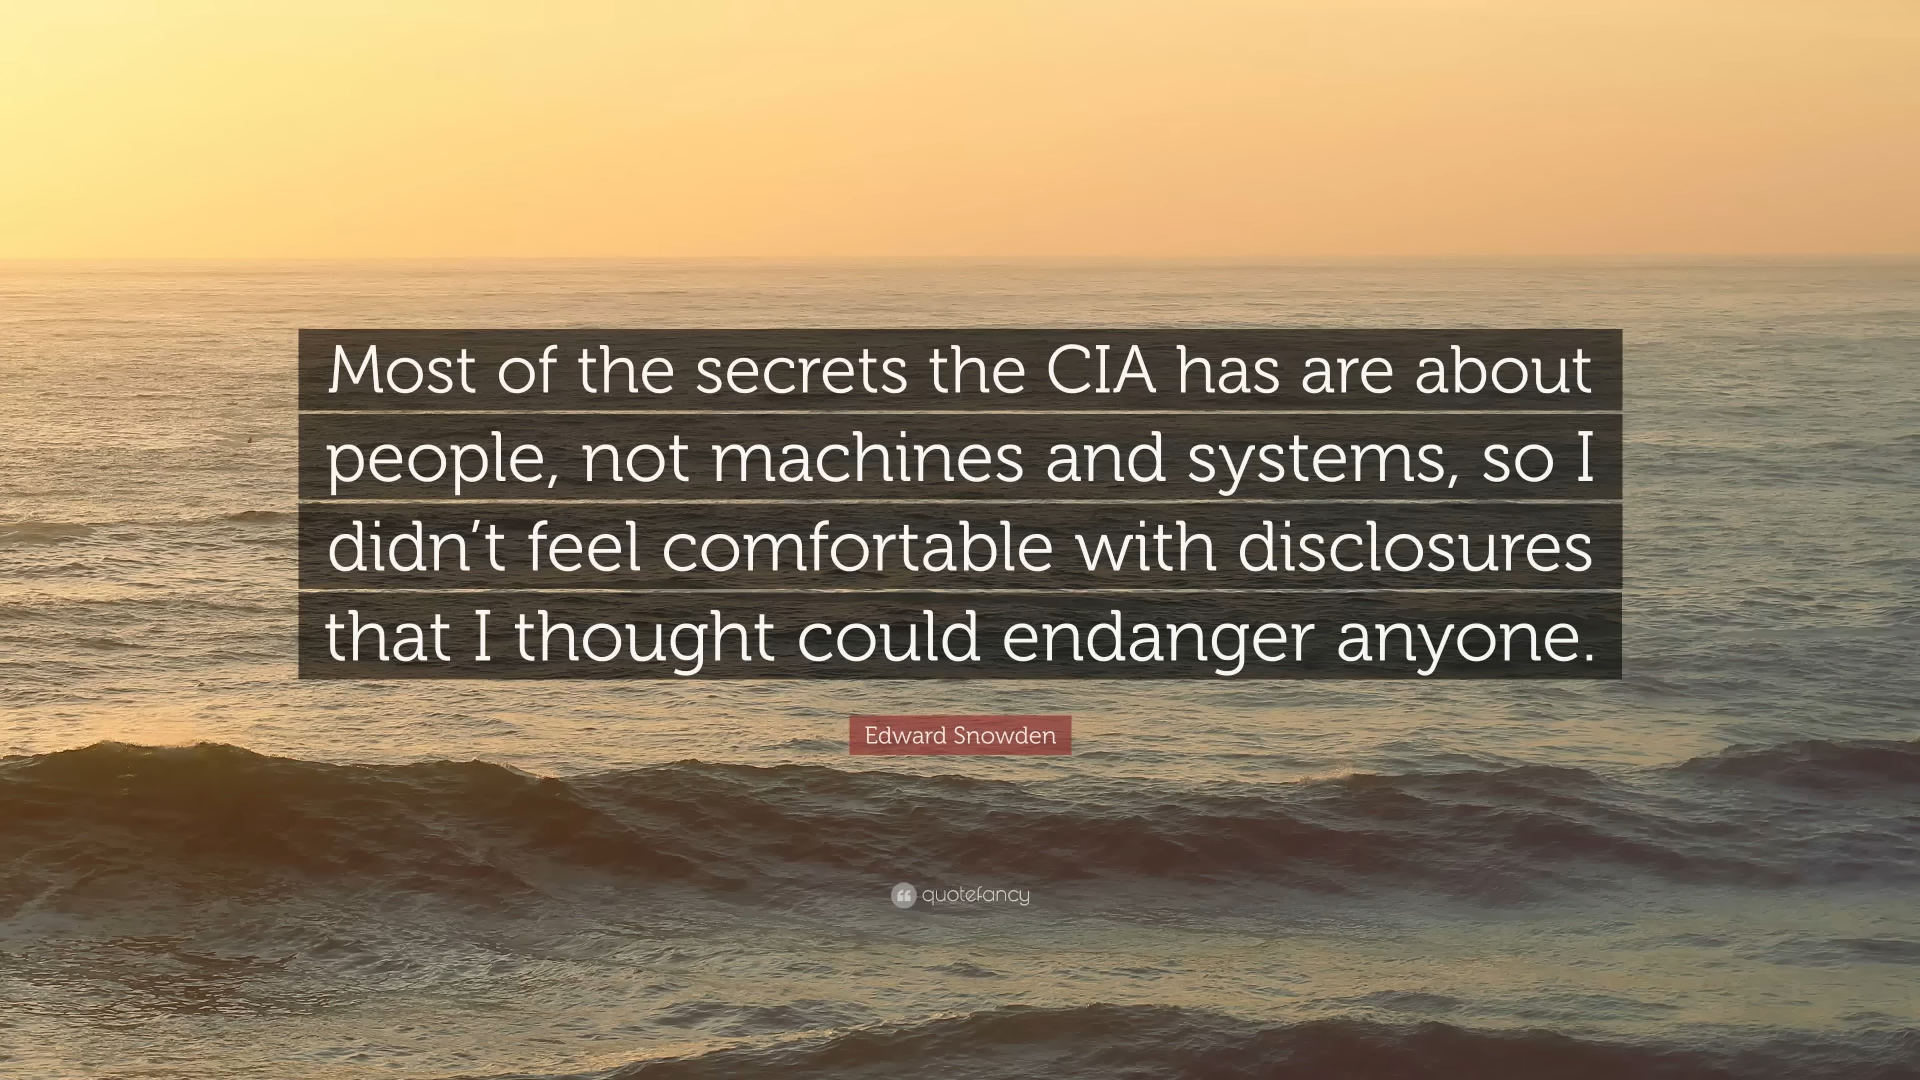 Most of the secrets the CIA has are about
people, not machines and systems, so I
didn’t feel comfortable with disclosures
that I thought could endanger anyone.
Edward Snowden
quotefancy